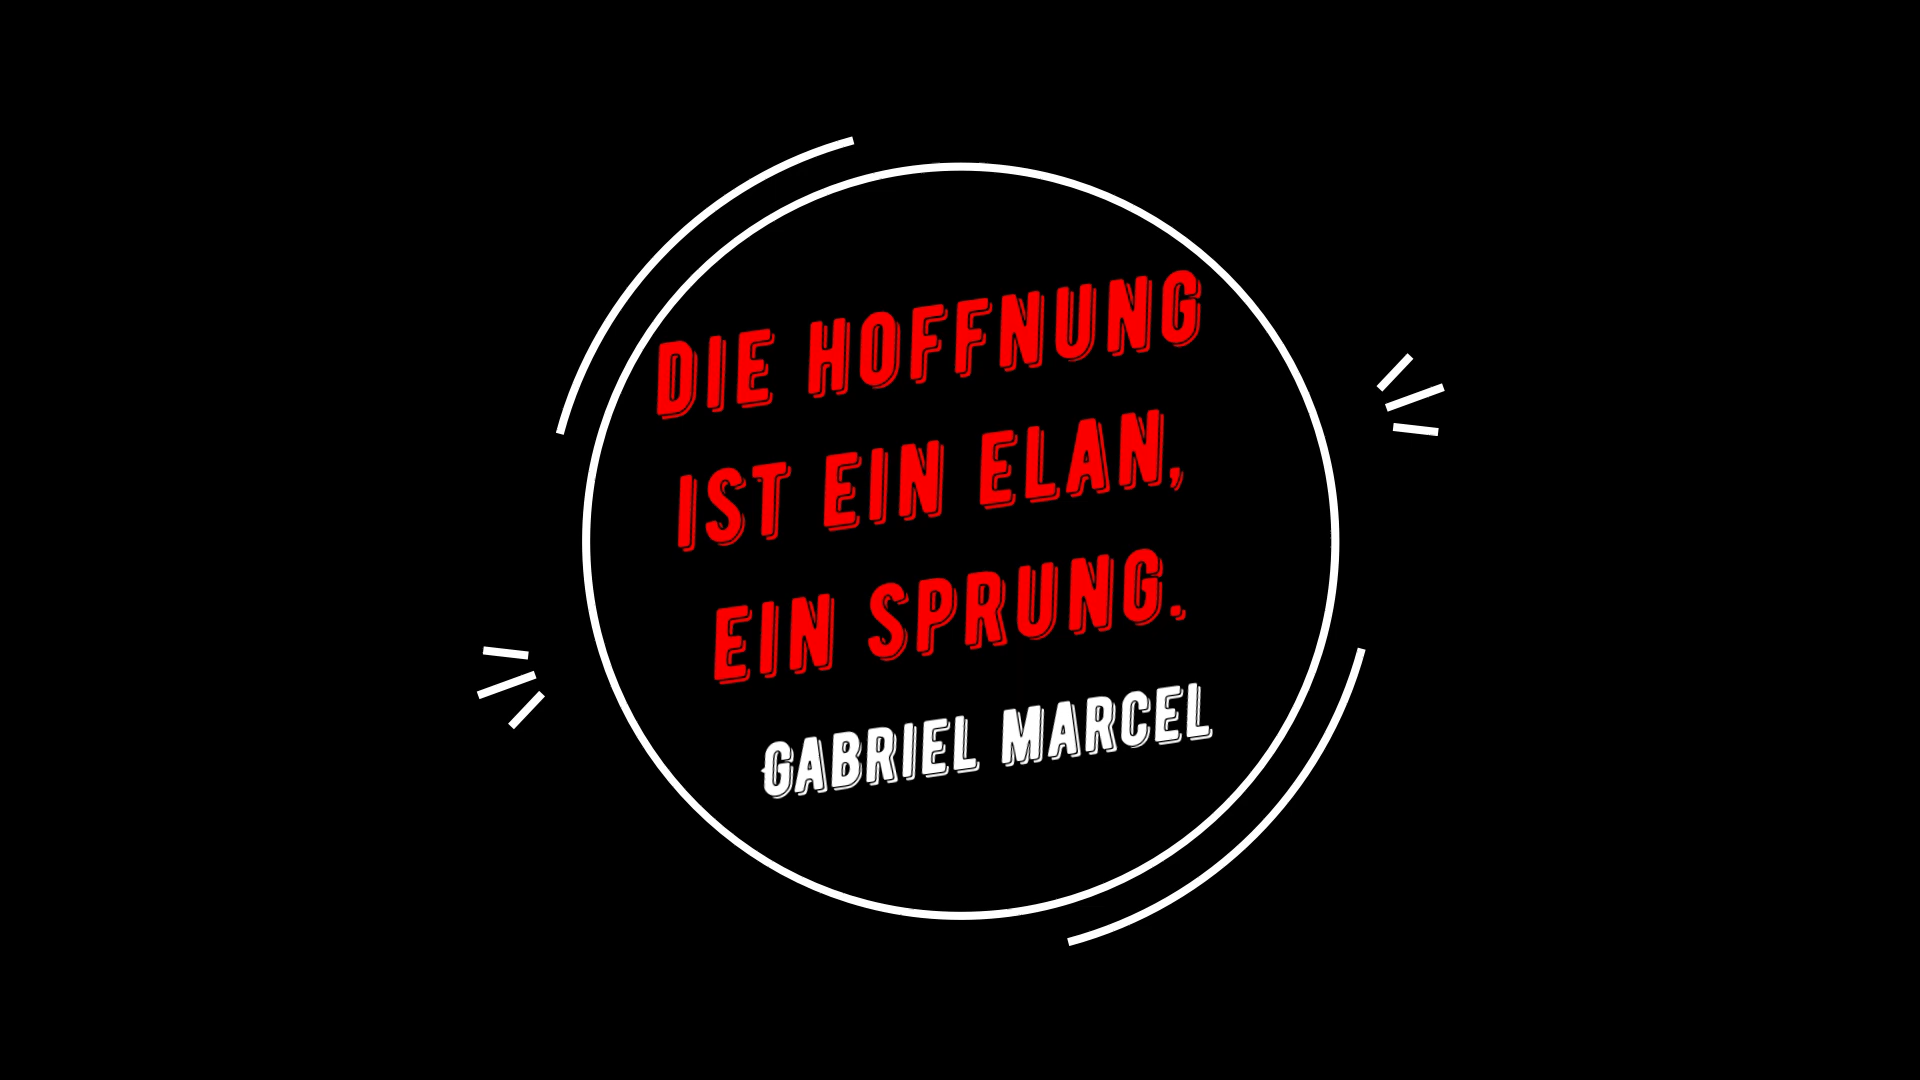 DIE HOFFNUNG
IST EIN ELAN,
EIN SPRUNG.
GABRIEL MARCEL